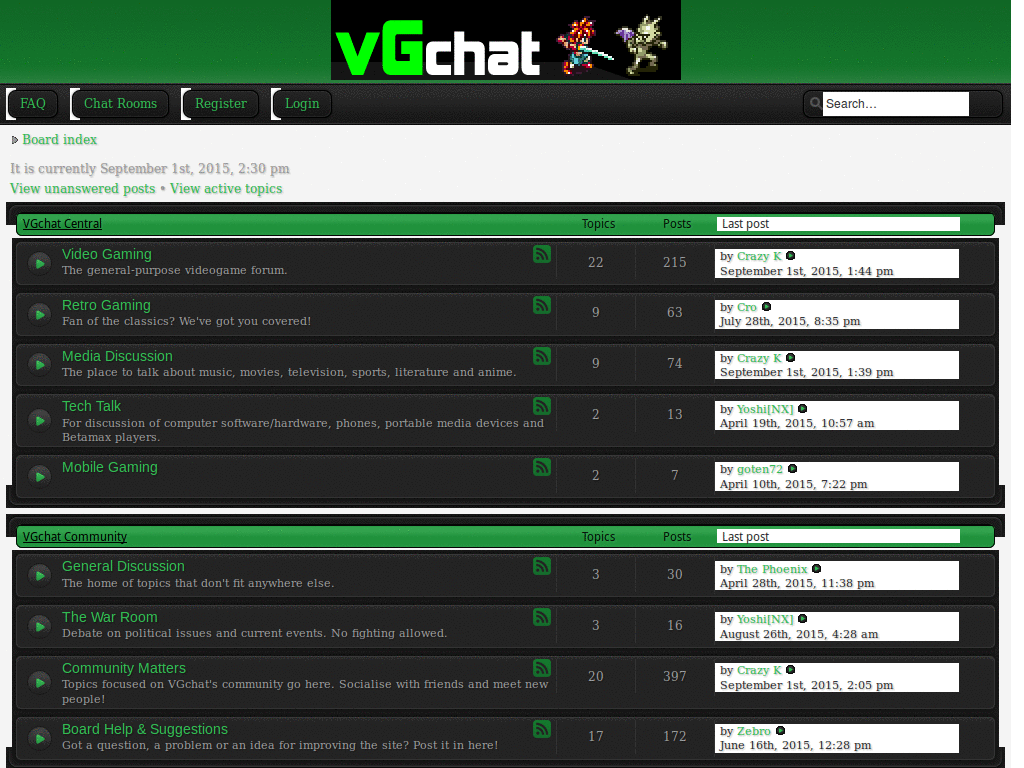 VGchat
FAQ
Chat Rooms
Register
Login
Search…
Board index
It is currently September 1st, 2015, 2:30 pm
View unanswered posts • View active topics
VGchat Central Topics Posts Last post
Video Gaming
The general-purpose videogame forum.
22
215
by Crazy K
September 1st, 2015, 1:44 pm
Retro Gaming
Fan of the classics? We've got you covered!
9
63
by Cro
July 28th, 2015, 8:35 pm
Media Discussion
The place to talk about music, movies, television, sports, literature and anime.
9
74
by Crazy K
September 1st, 2015, 1:39 pm
Tech Talk
For discussion of computer software/hardware, phones, portable media devices and
Betamax players.
2
13
by Yoshi[NX]
April 19th, 2015, 10:57 am
Mobile Gaming
2
7
by goten72
April 10th, 2015, 7:22 pm
VGchat Community Topics Posts Last post
General Discussion
The home of topics that don't fit anywhere else.
3
30
by The Phoenix
April 28th, 2015, 11:38 pm
The War Room
Debate on political issues and current events. No fighting allowed.
3
16
by Yoshi[NX]
August 26th, 2015, 4:28 am
Community Matters
Topics focused on VGchat's community go here. Socialise with friends and meet new
people!
20
397
by Crazy K
September 1st, 2015, 2:05 pm
Board Help & Suggestions
Got a question, a problem or an idea for improving the site? Post it in here!
17
172
by Zebro
June 16th, 2015, 12:28 pm